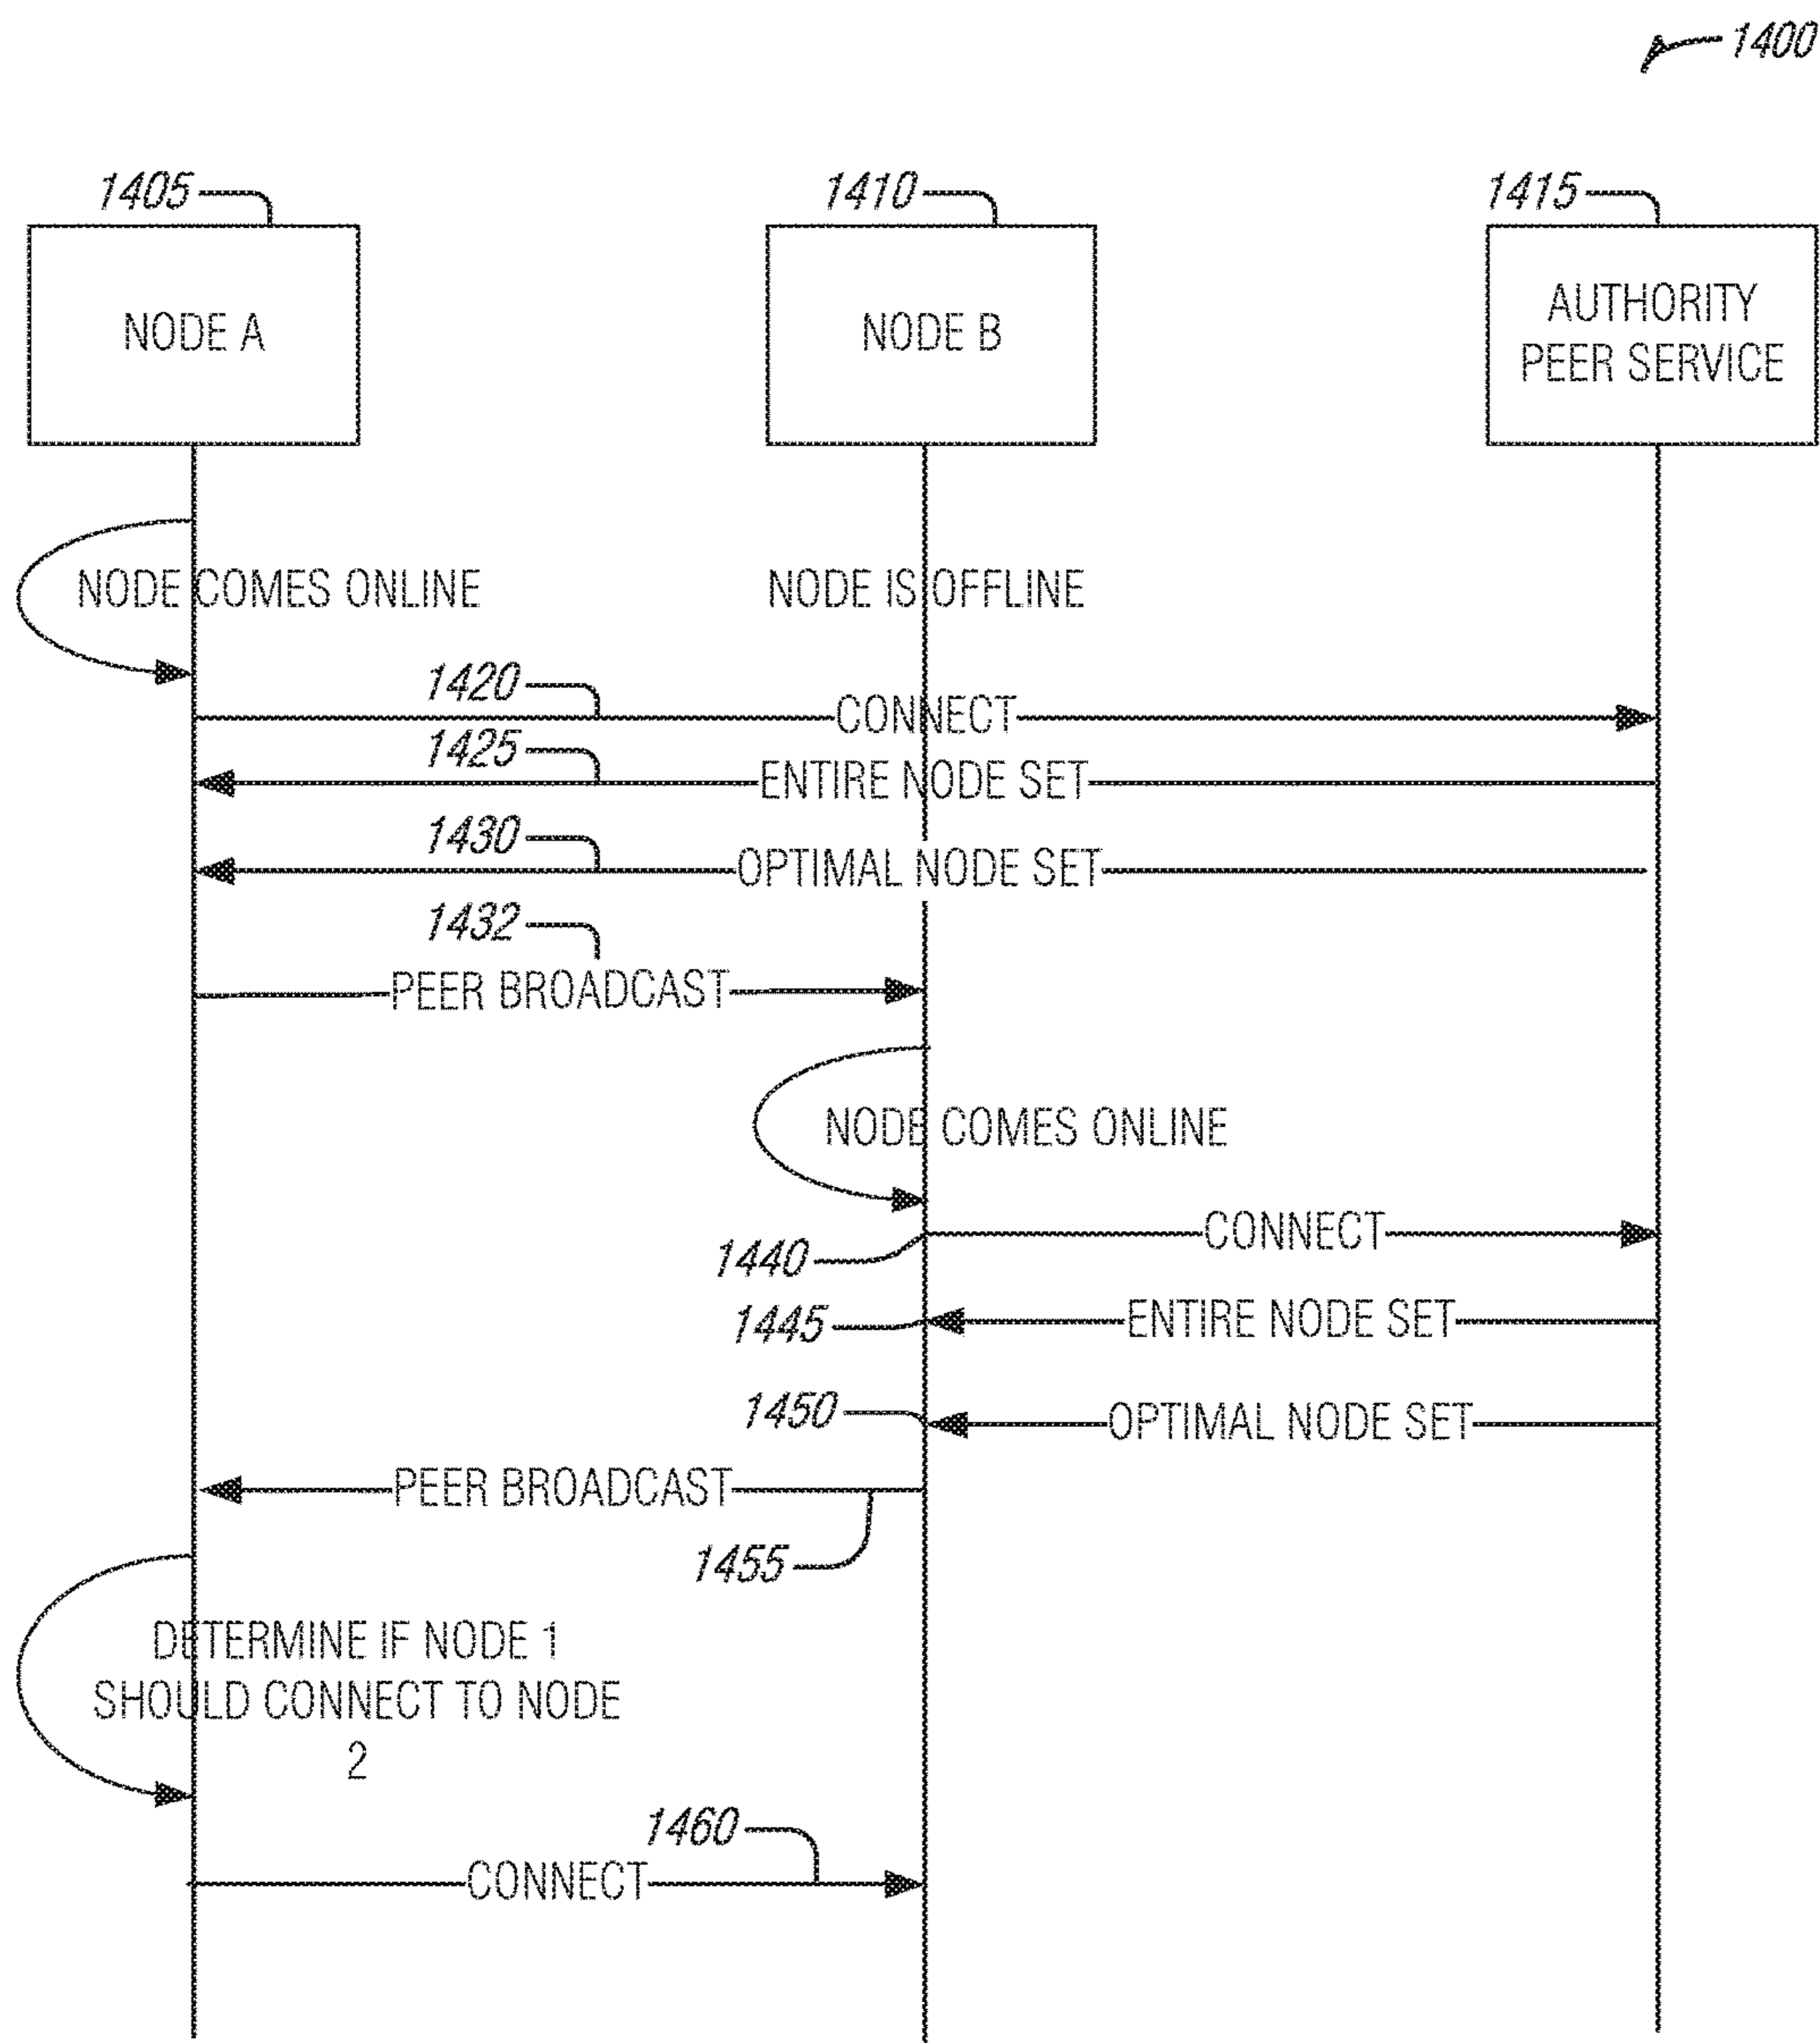 1400
1405
1410
1415
NODE A
NODE B
AUTHORITY
PEER SERVICE
NODE COMES ONLINE
NODE IS OFFLINE
1420
CONNECT
1425
ENTIRE NODE SET
1430
OPTIMAL NODE SET
1432
PEER BROADCAST
NODE COMES ONLINE
CONNECT
1440
ENTIRE NODE SET
1445
1450
OPTIMAL NODE SET
PEER BROADCAST
1455
DETERMINE IF NODE 1
SHOULD CONNECT TO NODE
2
1460
CONNECT